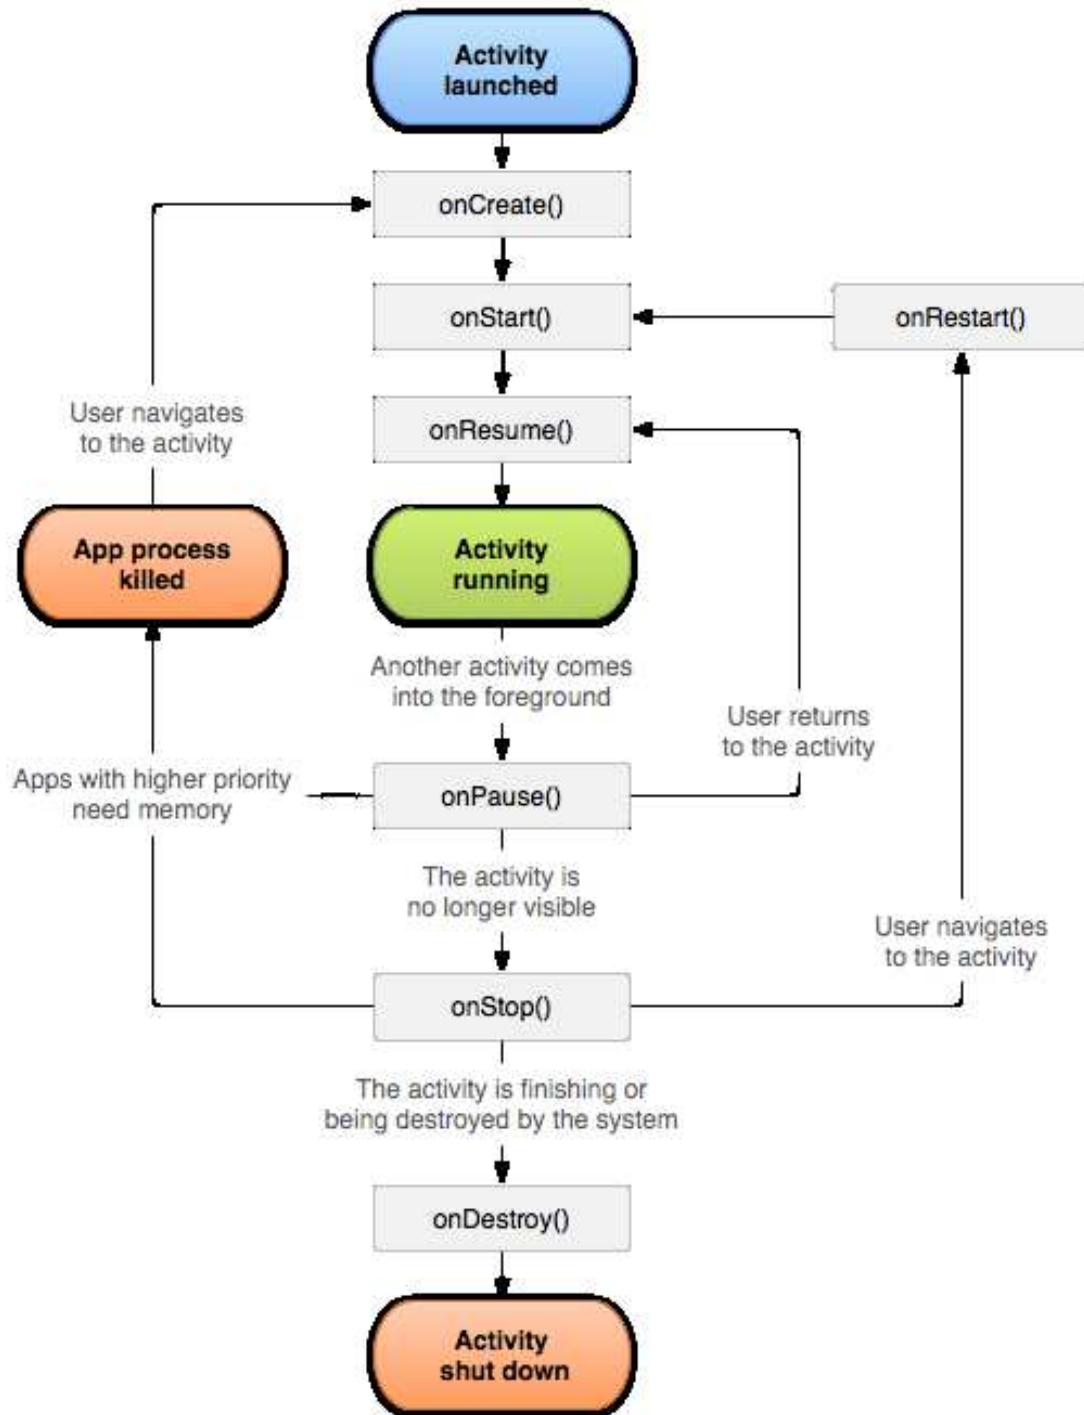 Activity
launched
onCreate()
onStart()
onRestart()
User navigates
to the activity
onResume()
App process
killed
Activity
running
Another activity comes
into the foreground
User returns
to the activity
Apps with higher priority
need memory
onPause()
The activity is
no longer visible
User navigates
to the activity
onStop()
The activity is finishing or
being destroyed by the system
onDestroy()
Activity
shut down